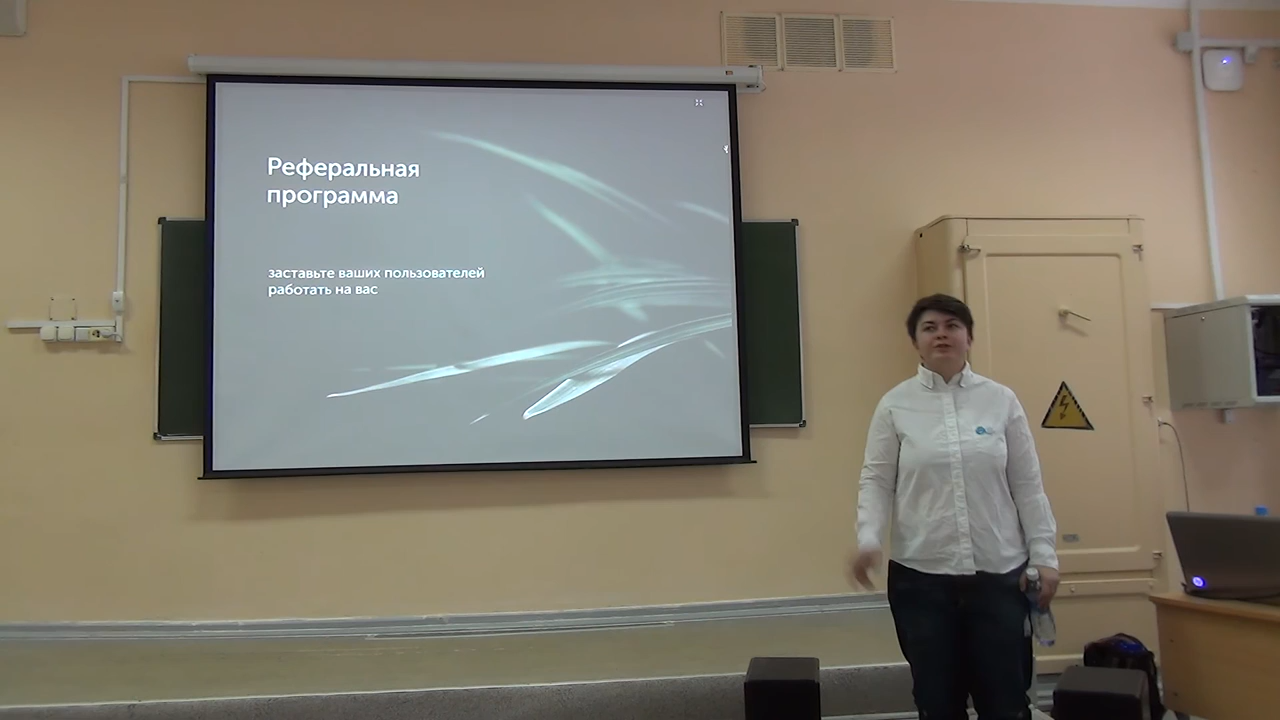 Реферальная
программа
заставьте ваших пользователей
работать на вас